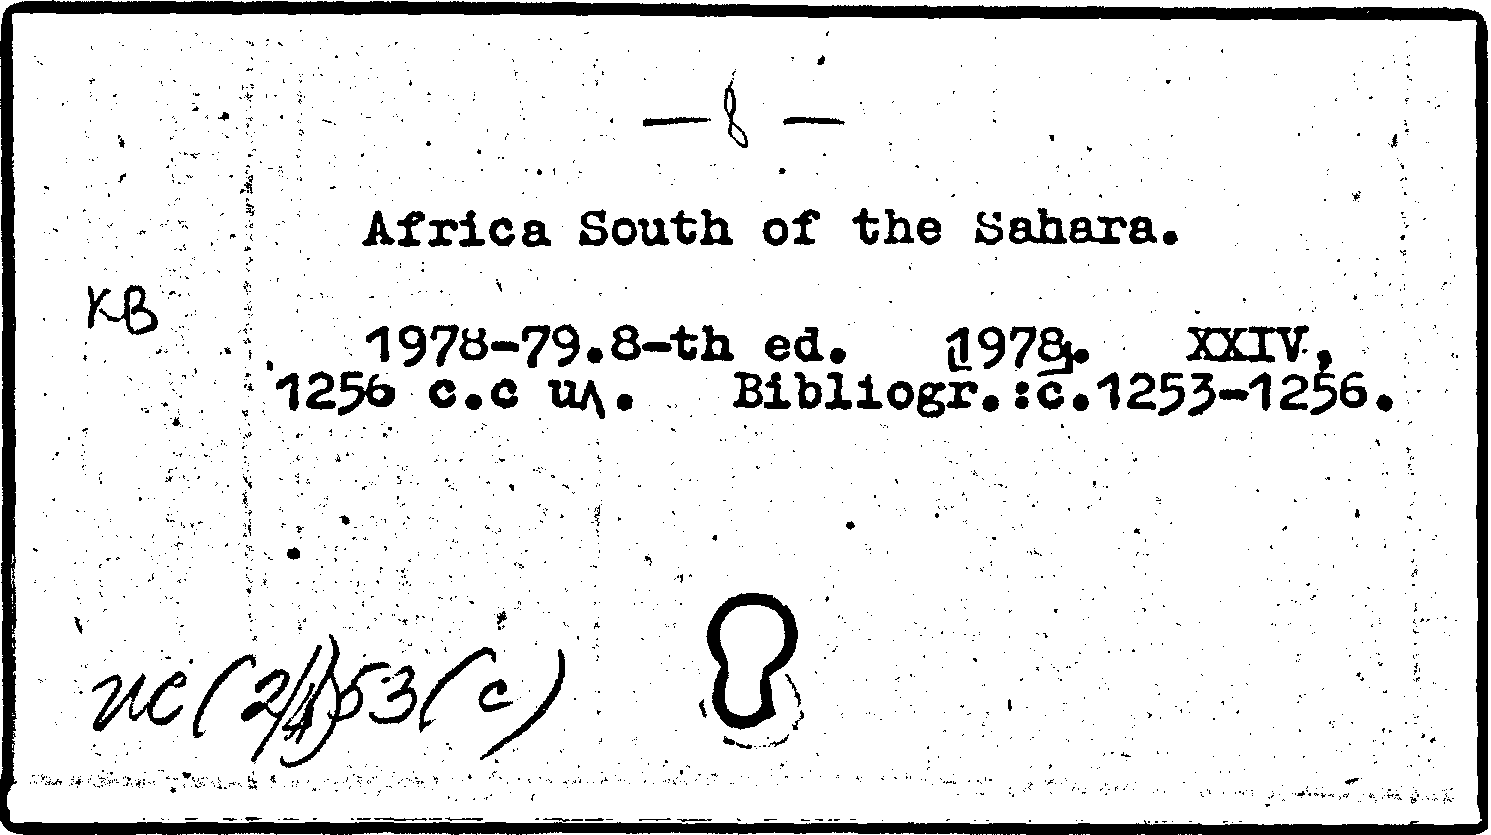 — 8 —
Africa South of the Sahara.
КВ
1978-79.8-th ed. [1978]. XXIV,
1256 c.с ил. Bibliogr.:с.1253-1256.
ИС(2/4)53(с)